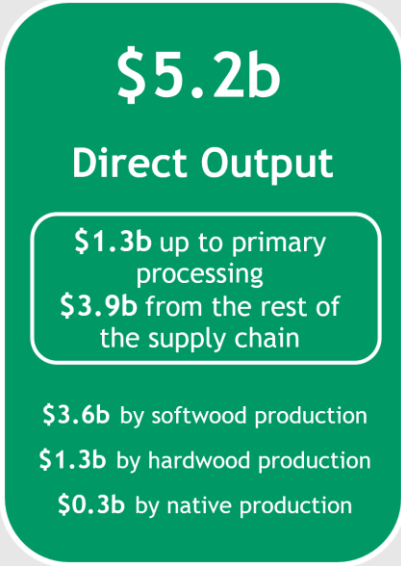 $5.2b
Direct Output
$1.3b up to primary
processing
$3.9b from the rest of
the supply chain
$3.6b by softwood production
$1.3b by hardwood production
$0.3b by native production